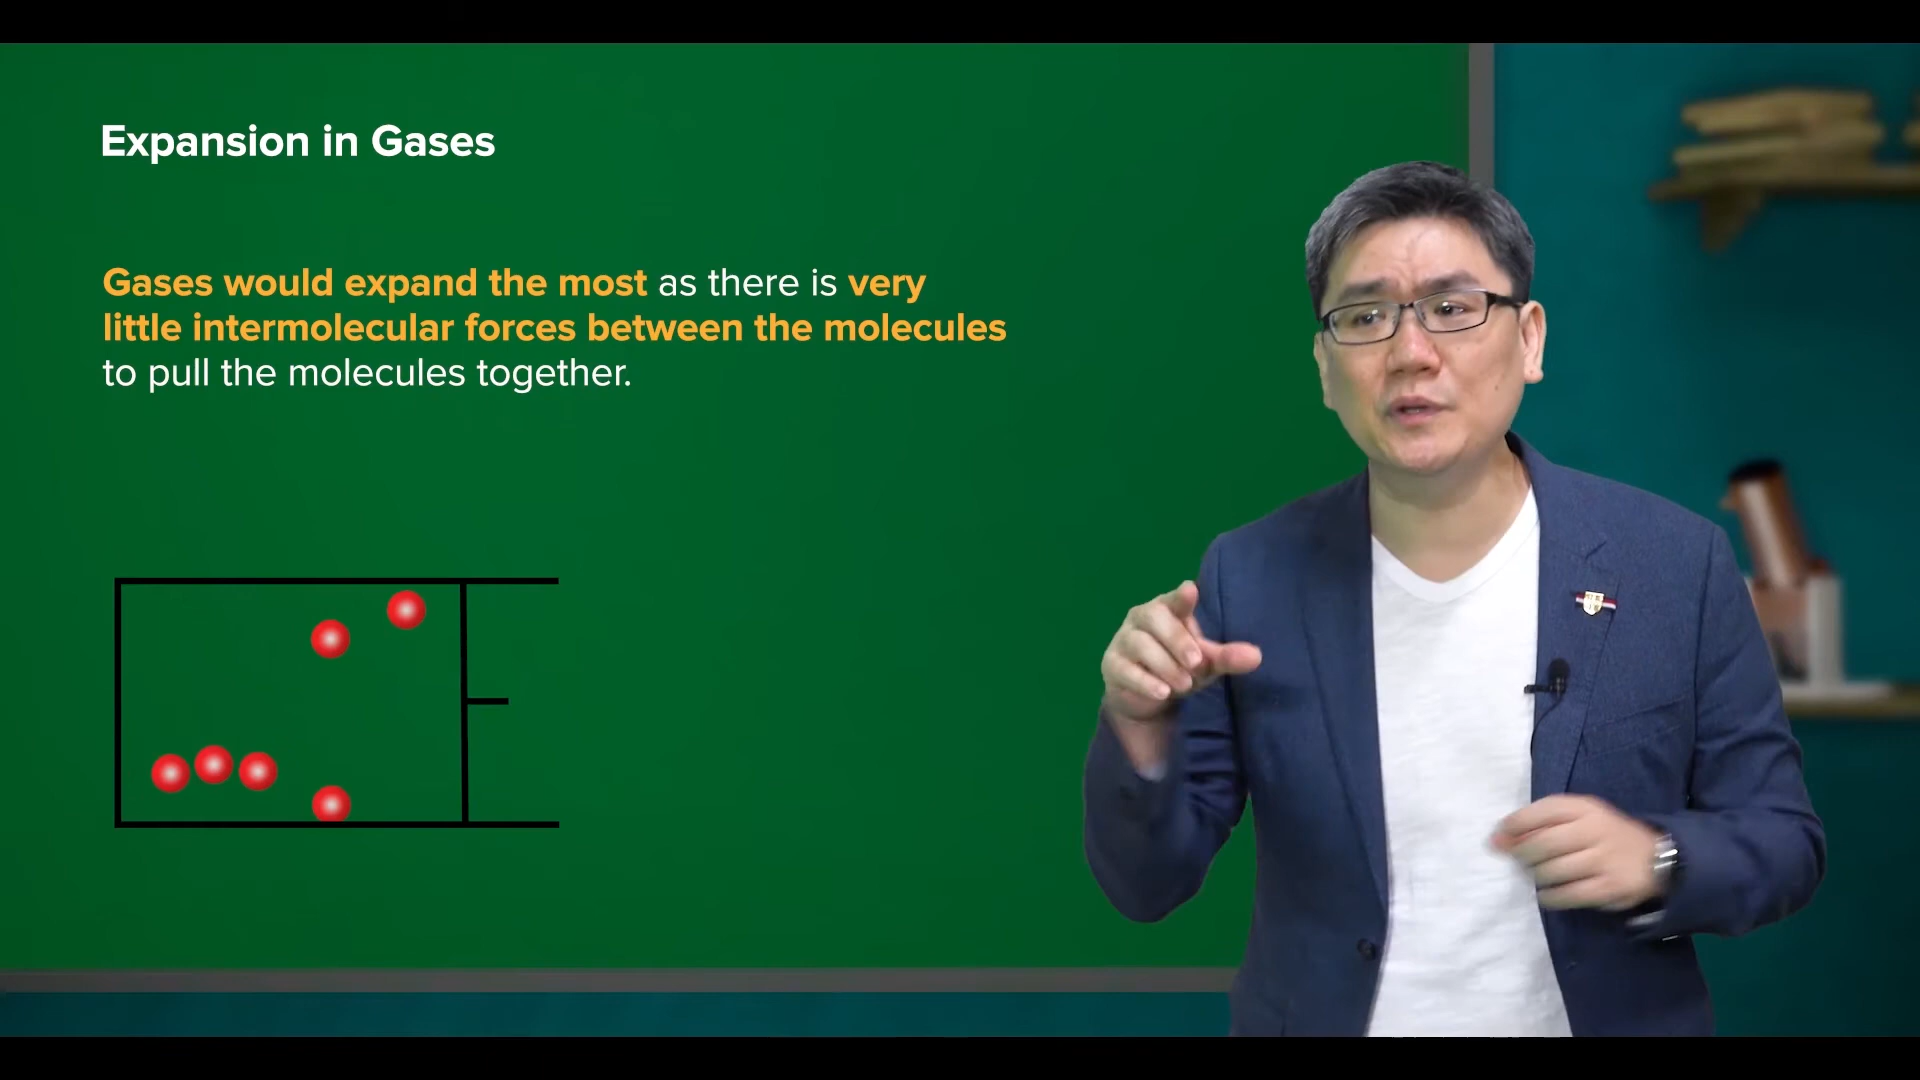 Expansion in Gases
Gases would expand the most as there is very
little intermolecular forces between the molecules
to pull the molecules together.